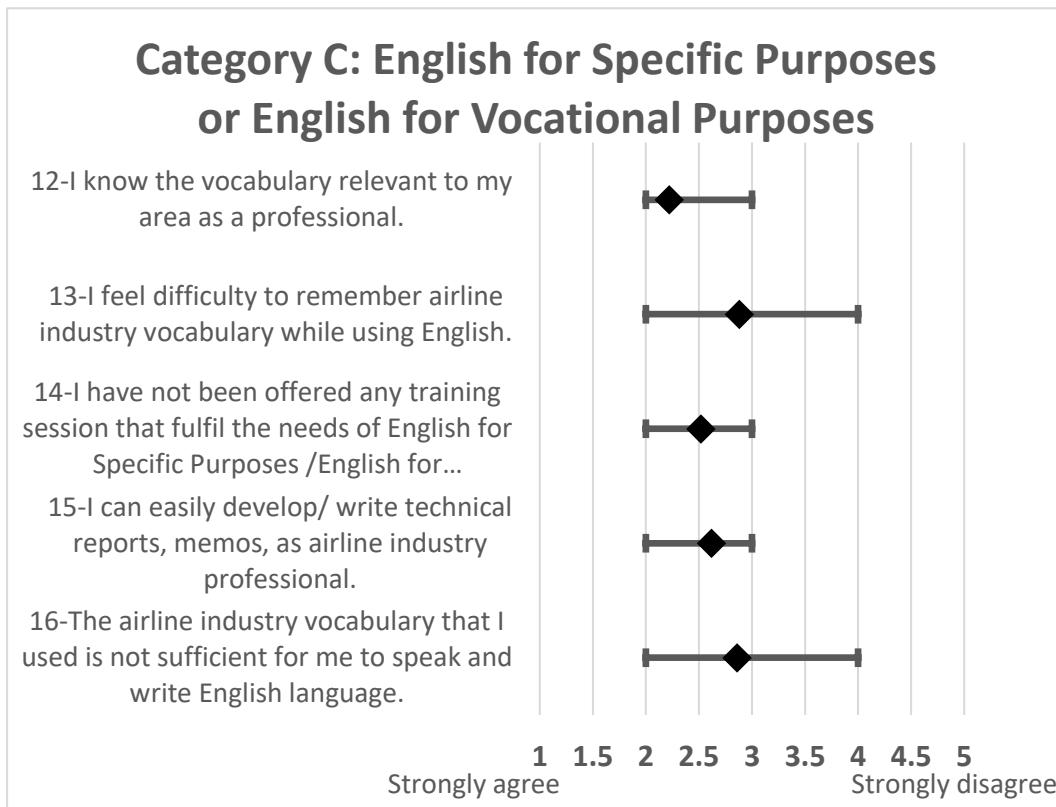 Category C: English for Specific Purposes
or English for Vocational Purposes
12-I know the vocabulary relevant to my
area as a professional.
13-I feel difficulty to remember airline
industry vocabulary while using English.
14-I have not been offered any training
session that fulfil the needs of English for
Specific Purposes /English for…
15-I can easily develop/ write technical
reports, memos, as airline industry
professional.
16-The airline industry vocabulary that I
used is not sufficient for me to speak and
write English language.
1 1.5 2 2.5 3 3.5 4 4.5 5
Strongly agree Strongly disagree